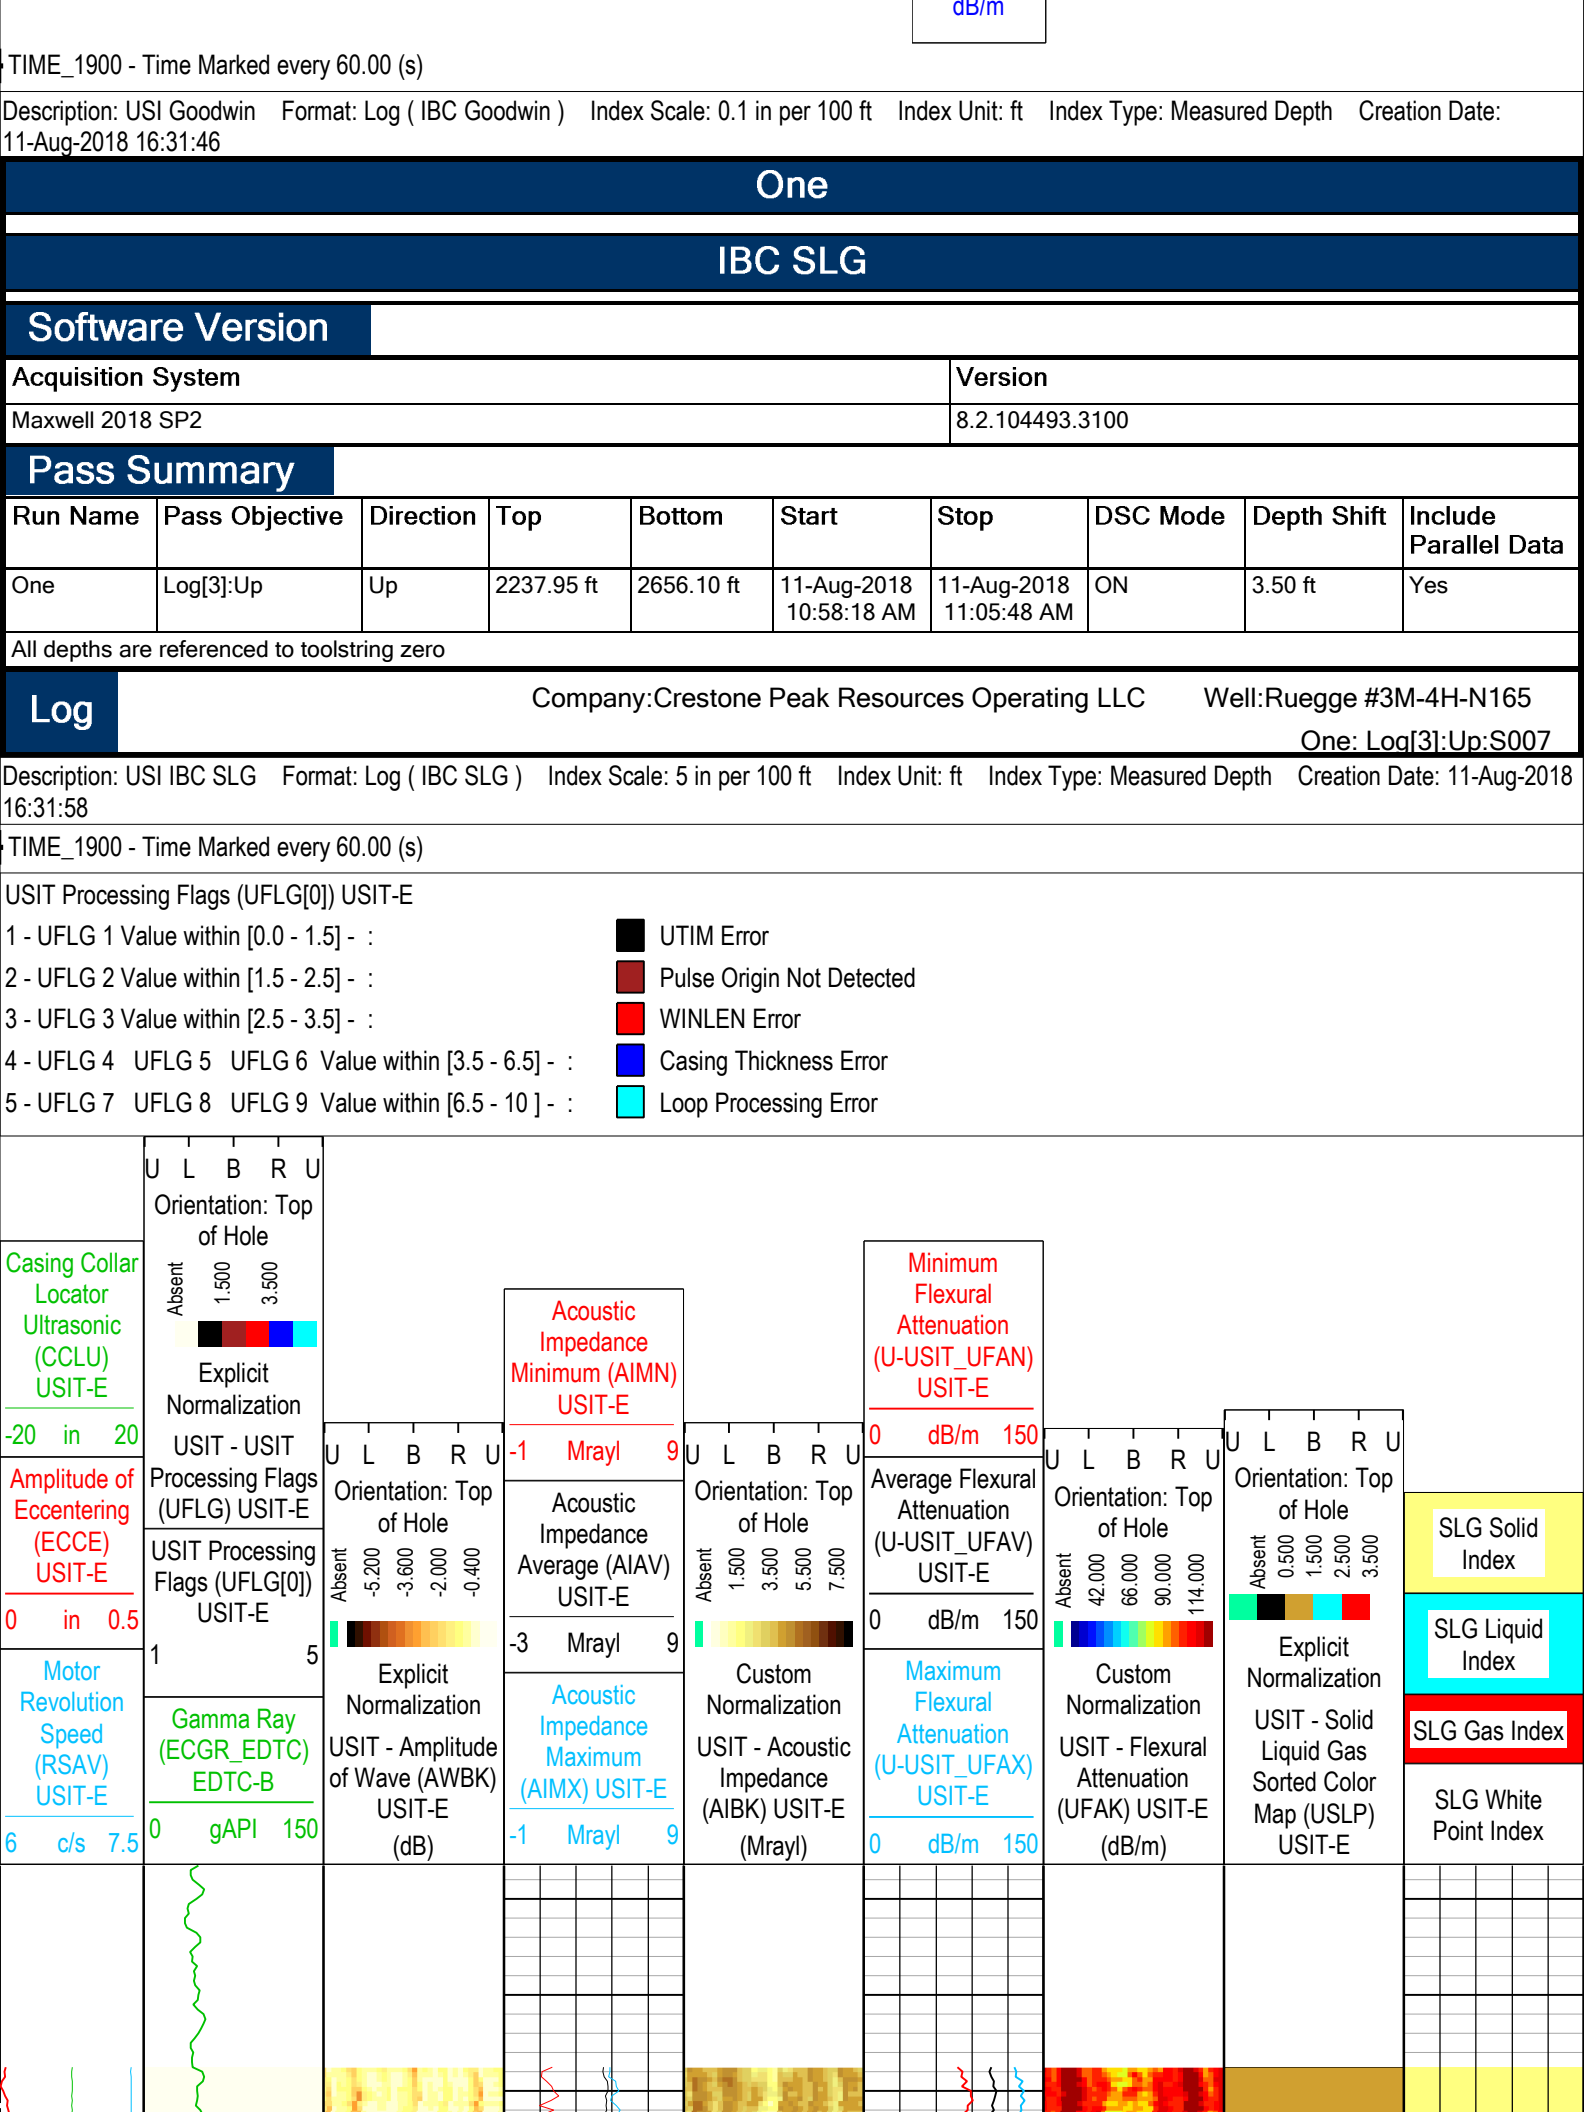 dB/m
TIME_1900 - Time Marked every 60.00 (s)
Description: USI Goodwin Format: Log ( IBC Goodwin ) Index Scale: 0.1 in per 100 ft Index Unit: ft Index Type: Measured Depth Creation Date:
11-Aug-2018 16:31:46
One
IBC SLG
Software Version
Acquisition System Version
Maxwell 2018 SP2 8.2.104493.3100
Pass Summary
Run Name Pass Objective Direction Top Bottom Start Stop DSC Mode Depth Shift Include
Parallel Data
One Log[3]:Up Up 2237.95 ft 2656.10 ft 11-Aug-2018 11-Aug-2018 ON 3.50 ft Yes
10:58:18 AM 11:05:48 AM
All depths are referenced to toolstring zero
Log
Company:Crestone Peak Resources Operating LLC Well:Ruegge #3M-4H-N165
One: Log[3]:Up:S007
Description: USI IBC SLG Format: Log ( IBC SLG ) Index Scale: 5 in per 100 ft Index Unit: ft Index Type: Measured Depth Creation Date: 11-Aug-2018
16:31:58
TIME_1900 - Time Marked every 60.00 (s)
USIT Processing Flags (UFLG[0]) USIT-E
1 - UFLG 1 Value within [0.0 - 1.5] - : UTIM Error
2 - UFLG 2 Value within [1.5 - 2.5] - : Pulse Origin Not Detected
3 - UFLG 3 Value within [2.5 - 3.5] - : WINLEN Error
4 - UFLG 4 UFLG 5 UFLG 6 Value within [3.5 - 6.5] - : Casing Thickness Error
5 - UFLG 7 UFLG 8 UFLG 9 Value within [6.5 - 10 ] - : Loop Processing Error
Casing Collar
Locator
Ultrasonic
(CCLU)
USIT-E
-20 in 20
Amplitude of
Eccentering
(ECCE)
USIT-E
0 in 0.5
Motor
Revolution
Speed
(RSAV)
USIT-E
6 c/s 7.5
U L B R U
Orientation: Top
of Hole
Absent 1.500 3.500
Explicit
Normalization
USIT - USIT
Processing Flags
(UFLG) USIT-E
USIT Processing
Flags (UFLG[0])
USIT-E
1 5
Gamma Ray
(ECGR_EDTC)
EDTC-B
0 gAPI 150
U L B R U
Orientation: Top
of Hole
Absent -5.200 -3.600 -2.000 -0.400
Explicit
Normalization
USIT - Amplitude
of Wave (AWBK)
USIT-E
(dB)
Acoustic
Impedance
Minimum (AIMN)
USIT-E
-1 Mrayl 9
Acoustic
Impedance
Average (AIAV)
USIT-E
-3 Mrayl 9
Acoustic
Impedance
Maximum
(AIMX) USIT-E
-1 Mrayl 9
U L B R U
Orientation: Top
of Hole
Absent 1.500 3.500 5.500 7.500
Custom
Normalization
USIT - Acoustic
Impedance
(AIBK) USIT-E
(Mrayl)
Minimum
Flexural
Attenuation
(U-USIT_UFAN)
USIT-E
0 dB/m 150
Average Flexural
Attenuation
(U-USIT_UFAV)
USIT-E
0 dB/m 150
Maximum
Flexural
Attenuation
(U-USIT_UFAX)
USIT-E
0 dB/m 150
U L B R U
Orientation: Top
of Hole
Absent 42.000 66.000 90.000 114.000
Custom
Normalization
USIT - Flexural
Attenuation
(UFAK) USIT-E
(dB/m)
U L B R U
Orientation: Top
of Hole
Absent 0.500 1.500 2.500 3.500
Explicit
Normalization
USIT - Solid
Liquid Gas
Sorted Color
Map (USLP)
USIT-E
SLG Solid
Index
SLG Liquid
Index
SLG Gas Index
SLG White
Point Index